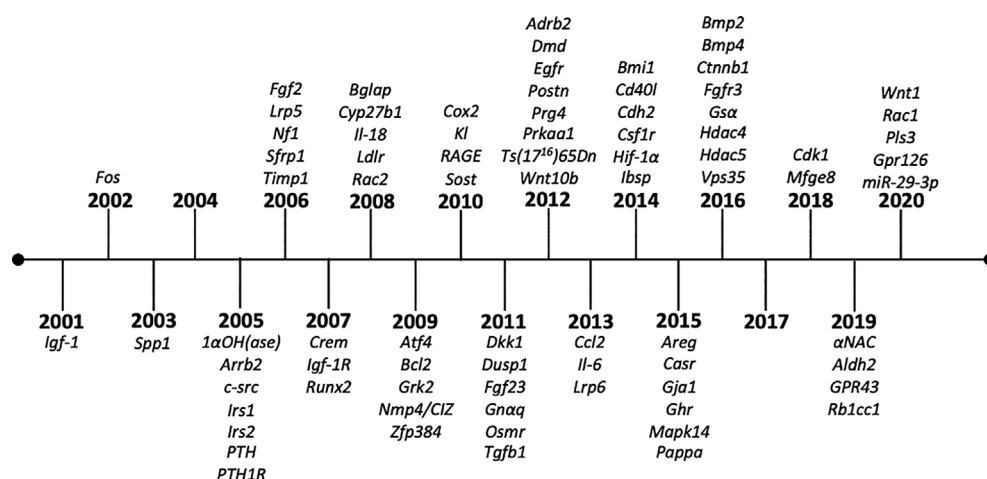 Adrb2
Dmd
Egfr
Postn
Prg4
Prkaa1
Ts(17¹⁶)65Dn
Wnt10b
Bmp2
Bmp4
Ctnnb1
Fgfr3
Gsα
Hdac4
Hdac5
Vps35
Bmi1
Cd40l
Cdh2
Csf1r
Hif-1α
Ibsp
Fgf2
Lrp5
Nf1
Sfrp1
Timp1
Bglap
Cyp27b1
Il-18
Ldlr
Rac2
Cox2
Kl
RAGE
Sost
Wnt1
Rac1
Pls3
Gpr126
miR-29-3p
Cdk1
Mfge8
Fos
2002 2004 2006 2008 2010 2012 2014 2016 2018 2020
2001 2003 2005 2007 2009 2011 2013 2015 2017 2019
Igf-1
Spp1
1αOH(ase)
Arrb2
c-src
Irs1
Irs2
PTH
PTH1R
Crem
Igf-1R
Runx2
Atf4
Bcl2
Grk2
Nmp4/CIZ
Zfp384
Dkk1
Dusp1
Fgf23
Gnαq
Osmr
Tgfb1
Ccl2
Il-6
Lrp6
Areg
Casr
Gja1
Ghr
Mapk14
Pappa
αNAC
Aldh2
GPR43
Rb1cc1